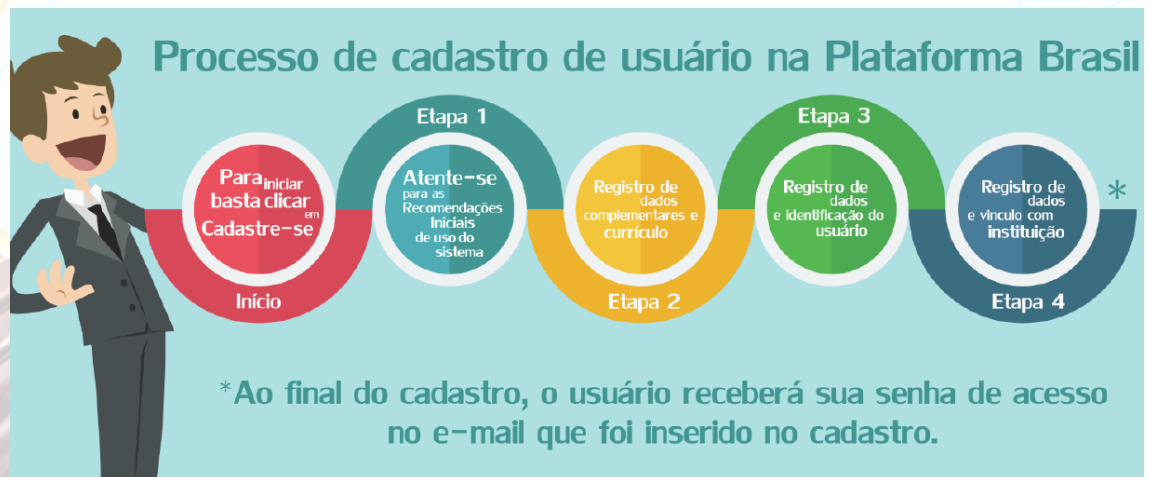 Processo de cadastro de usuário na Plataforma Brasil
Para iniciar
basta clicar
em
Cadastre-se
Início
Etapa 1
Atente-se
para as
Recomendações
Iniciais
de uso do
sistema
Registro de
dados
complementares e
currículo
Etapa 2
Etapa 3
Registro de
dados
e identificação do
usuário
Registro de
dados
e vinculo com
instituição
*
Etapa 4
*Ao final do cadastro, o usuário receberá sua senha de acesso
no e-mail que foi inserido no cadastro.